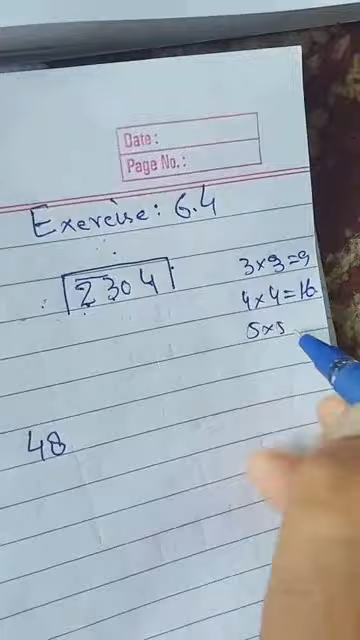 Date:
Page No.:
Exercise: 6.4
2304
3×3=9
4×4=16
5×5
48